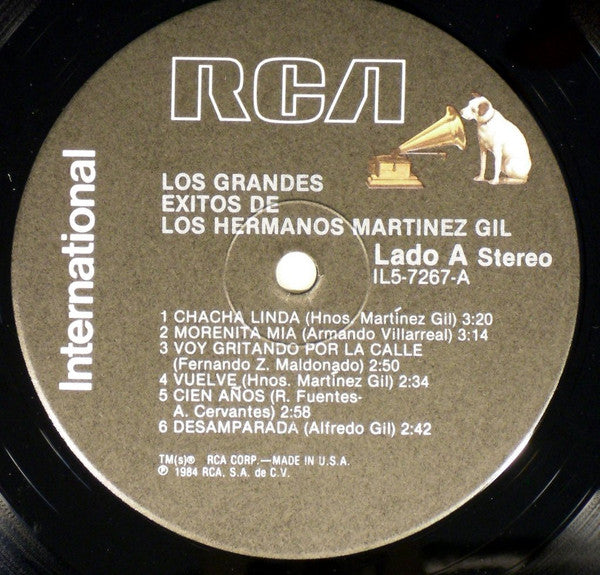 RCA
International
LOS GRANDES
EXITOS DE
LOS HERMANOS MARTINEZ GIL
Lado A Stereo
IL5-7267-A
1 CHACHA LINDA (Hnos. Martínez Gil) 3:20
2 MORENITA MIA (Armando Villarreal) 3:14
3 VOY GRITANDO POR LA CALLE
(Fernando Z. Maldonado) 2:50
4 VUELVE (Hnos. Martínez Gil) 2:34
5 CIEN AÑOS (R. Fuentes-
A. Cervantes) 2:58
6 DESAMPARADA (Alfredo Gil) 2:42
TM(s)® RCA CORP.—MADE IN U.S.A.
℗ 1984 RCA, S.A. de C.V.